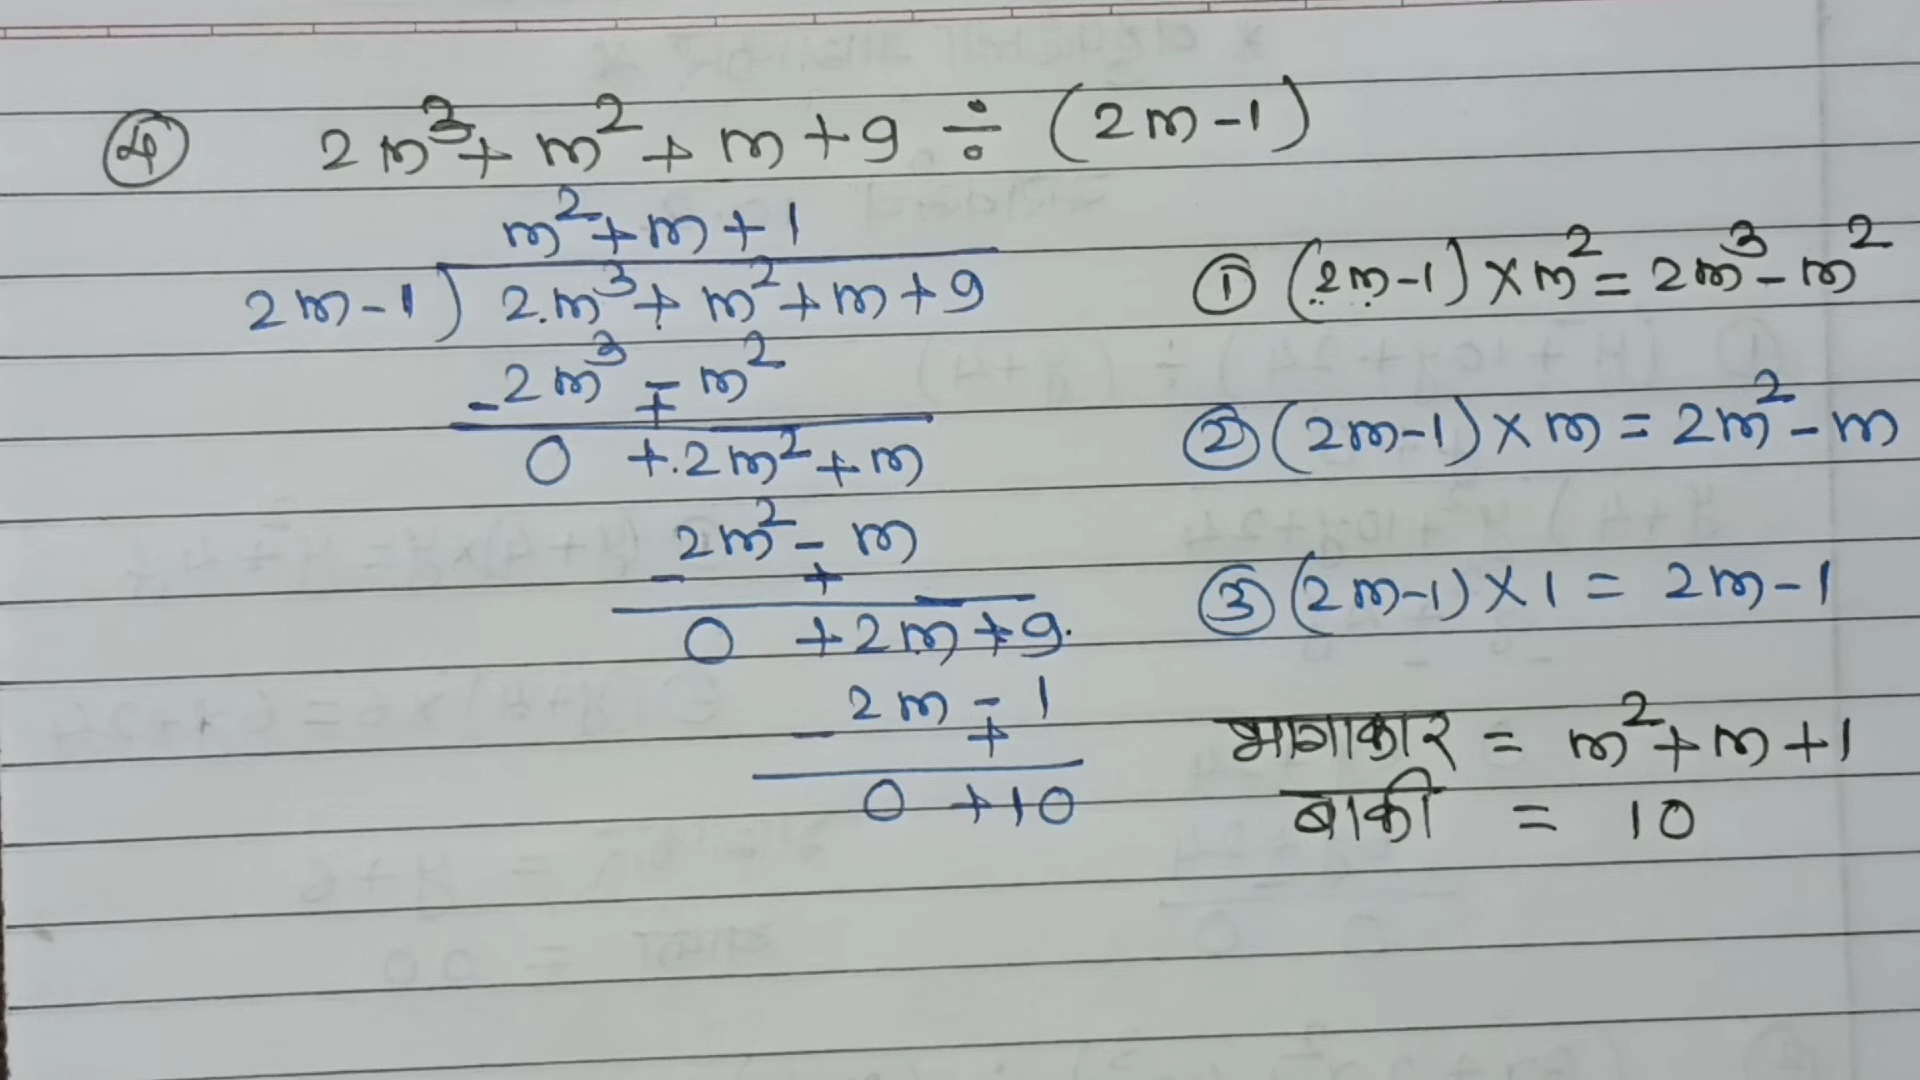 ④ 2m³ + m² + m + 9 ÷ (2m-1)
m² + m + 1
2m-1 ) 2m³ + m² + m + 9
2m³ - m²
- +
0 + 2m² + m
2m² - m
- +
0 + 2m + 9
2m - 1
- +
0 + 10
① (2m-1) × m² = 2m³ - m²
② (2m-1) × m = 2m² - m
③ (2m-1) × 1 = 2m - 1
भागाकार = m² + m + 1
बाकी = 10